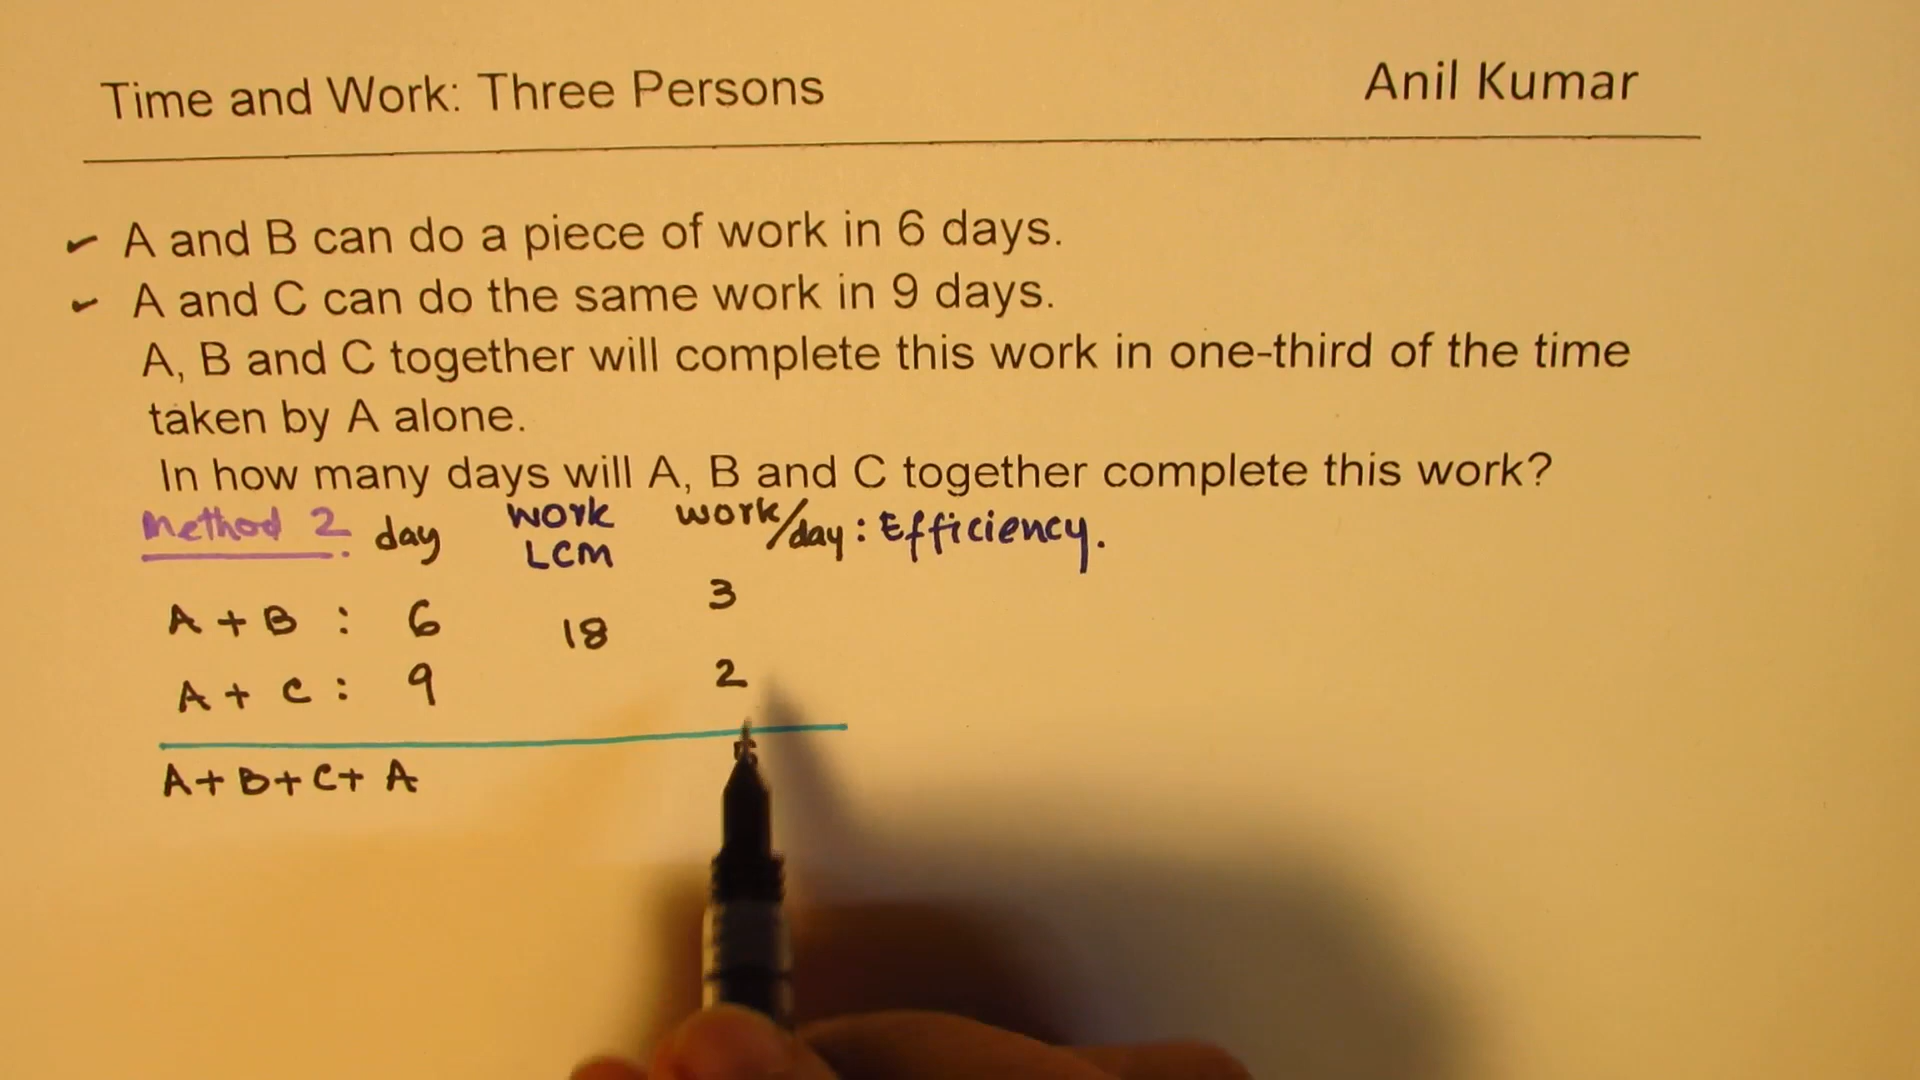 Time and Work: Three Persons Anil Kumar
A and B can do a piece of work in 6 days.
A and C can do the same work in 9 days.
A, B and C together will complete this work in one-third of the time
taken by A alone.
In how many days will A, B and C together complete this work?
Method 2. day Work LCM work/day: Efficiency.
A + B : 6 18 3
A + C : 9 2
A+B+C+ A